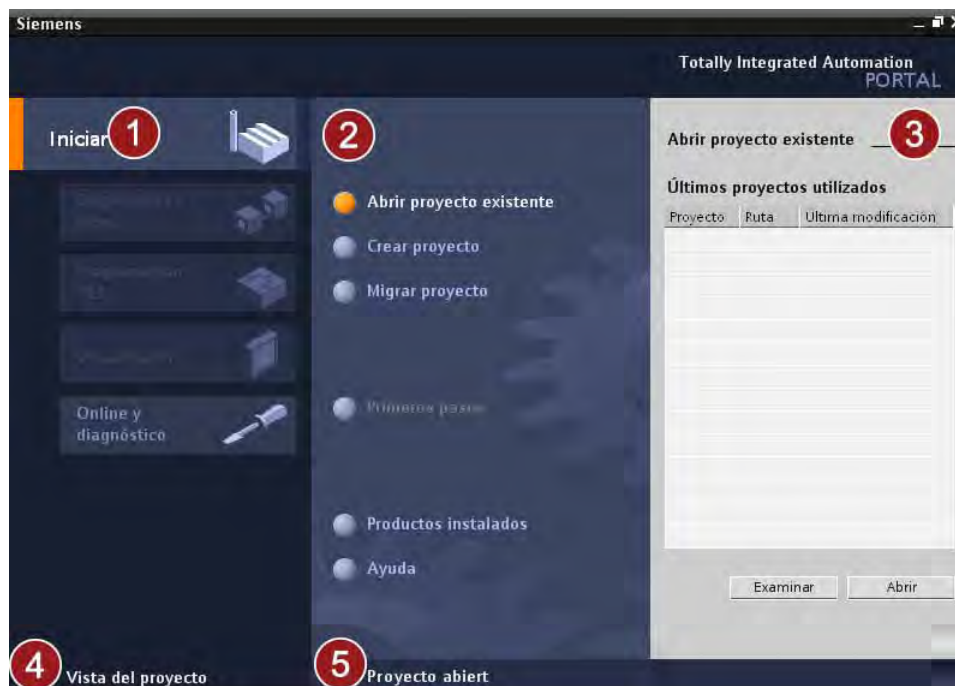 Siemens
Totally Integrated Automation
PORTAL
Iniciar
1
2
Abrir proyecto existente
Crear proyecto
Migrar proyecto
Primeros pasos
Productos instalados
Ayuda
Online y
diagnóstico
Abrir proyecto existente
3
Últimos proyectos utilizados
Proyecto Ruta Ultima modificación
Examinar Abrir
4
Vista del proyecto
5
Proyecto abiert